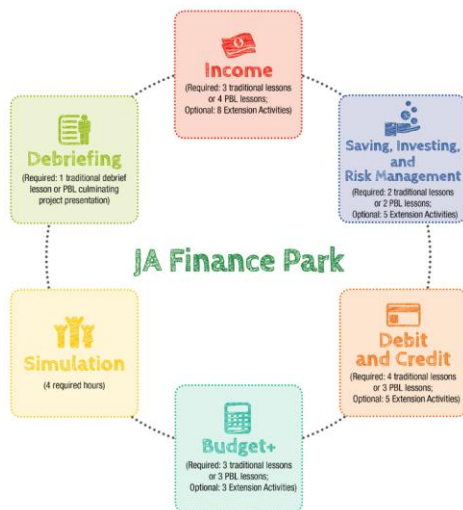 Income
(Required: 3 traditional lessons
or 4 PBL lessons;
Optional: 8 Extension Activities)
Saving, Investing,
and
Risk Management
(Required: 2 traditional lessons
or 2 PBL lessons;
Optional: 5 Extension Activities)
Debit
and Credit
(Required: 4 traditional lessons
or 3 PBL lessons;
Optional: 5 Extension Activities)
Budget+
(Required: 3 traditional lessons
or 3 PBL lessons;
Optional: 3 Extension Activities)
Simulation
(4 required hours)
Debriefing
(Required: 1 traditional debrief
lesson or PBL culminating
project presentation)
JA Finance Park